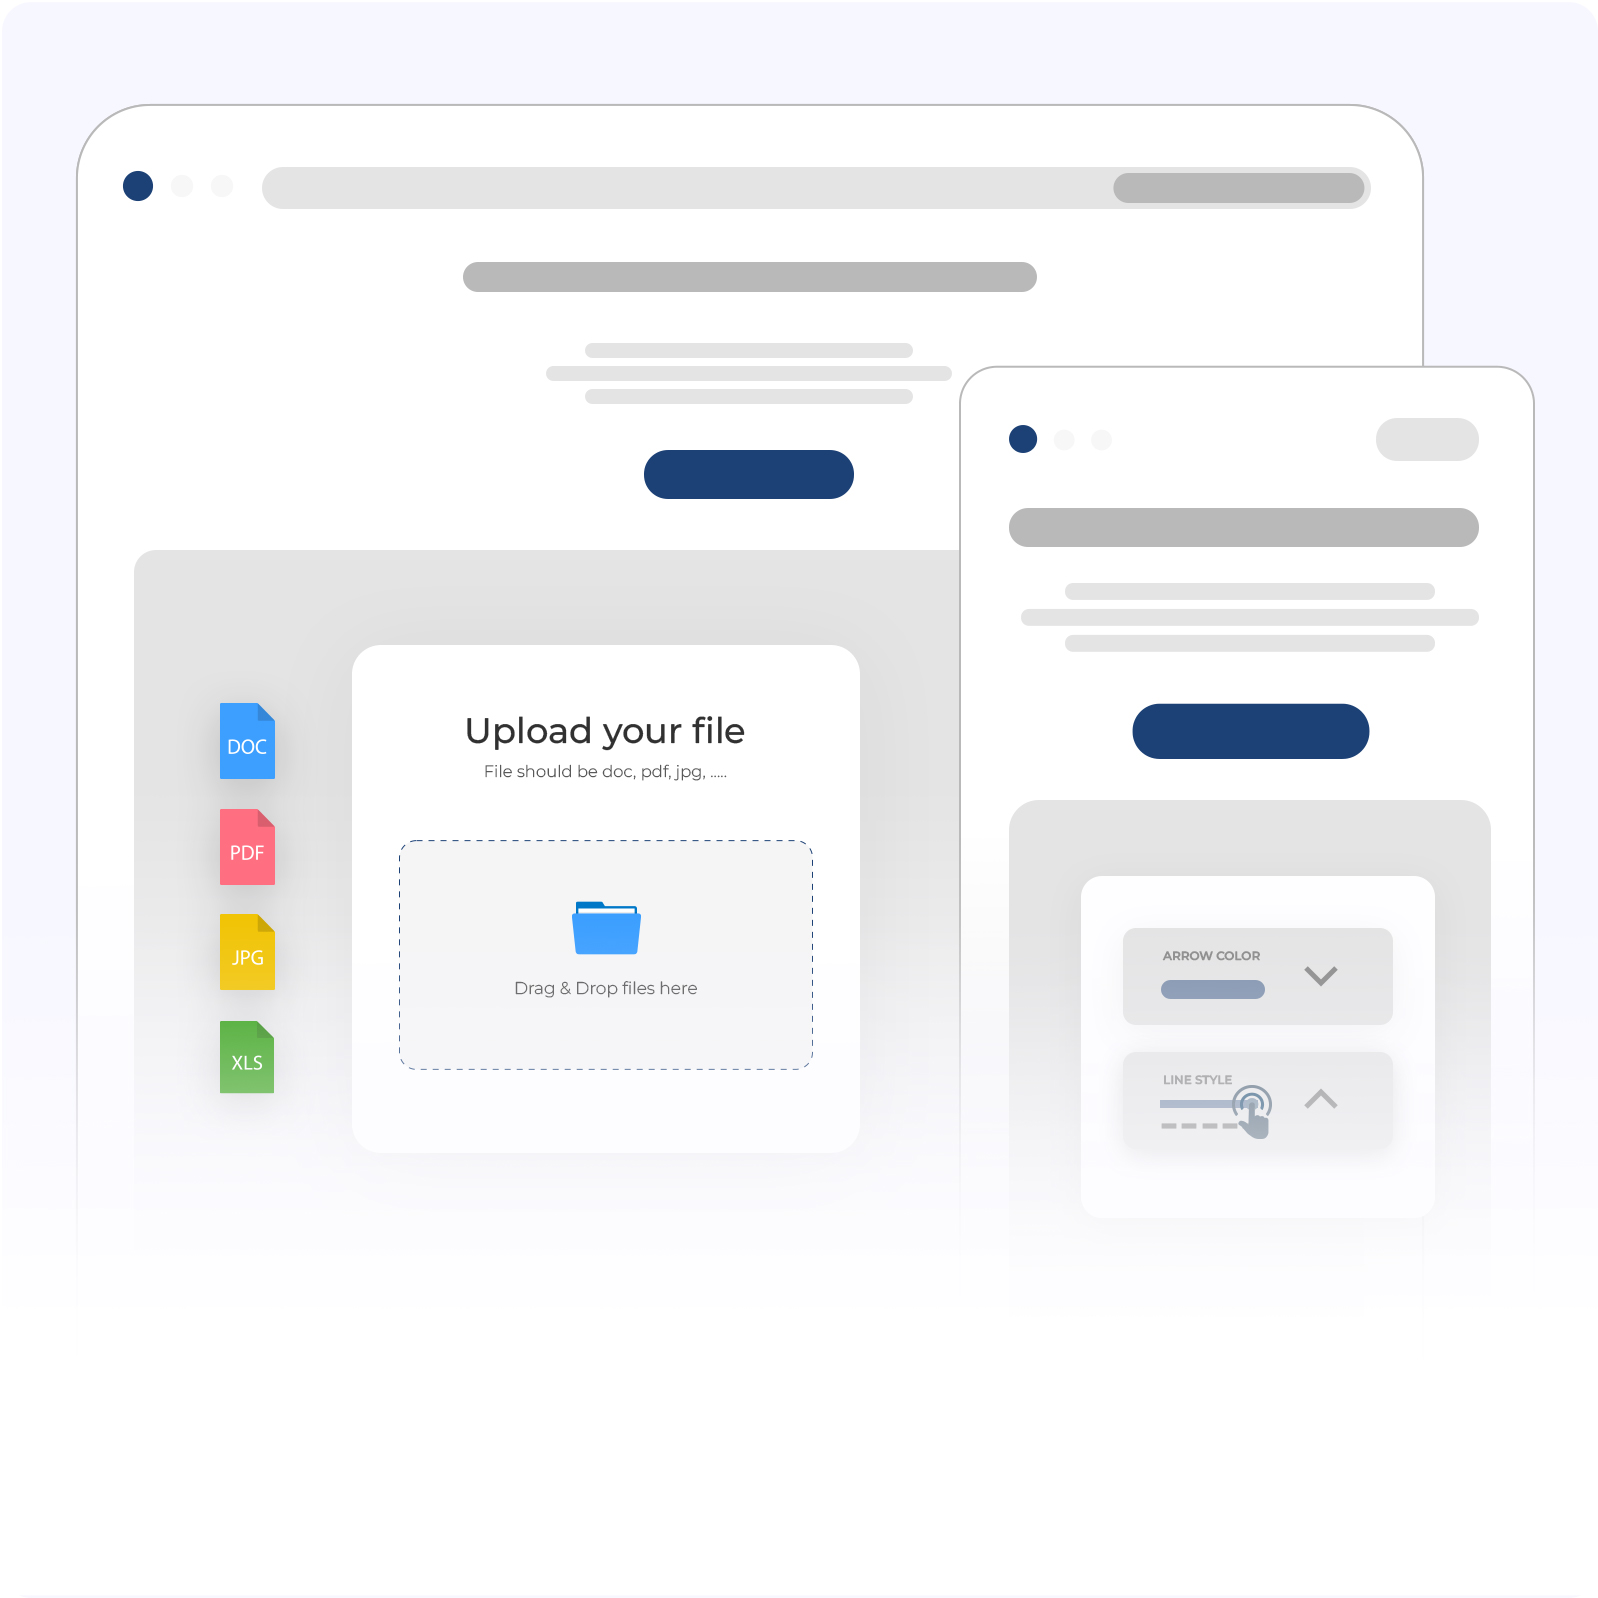 Upload your file
File should be doc, pdf, jpg, .....
DOC
PDF
JPG
XLS
Drag & Drop files here
ARROW COLOR
LINE STYLE